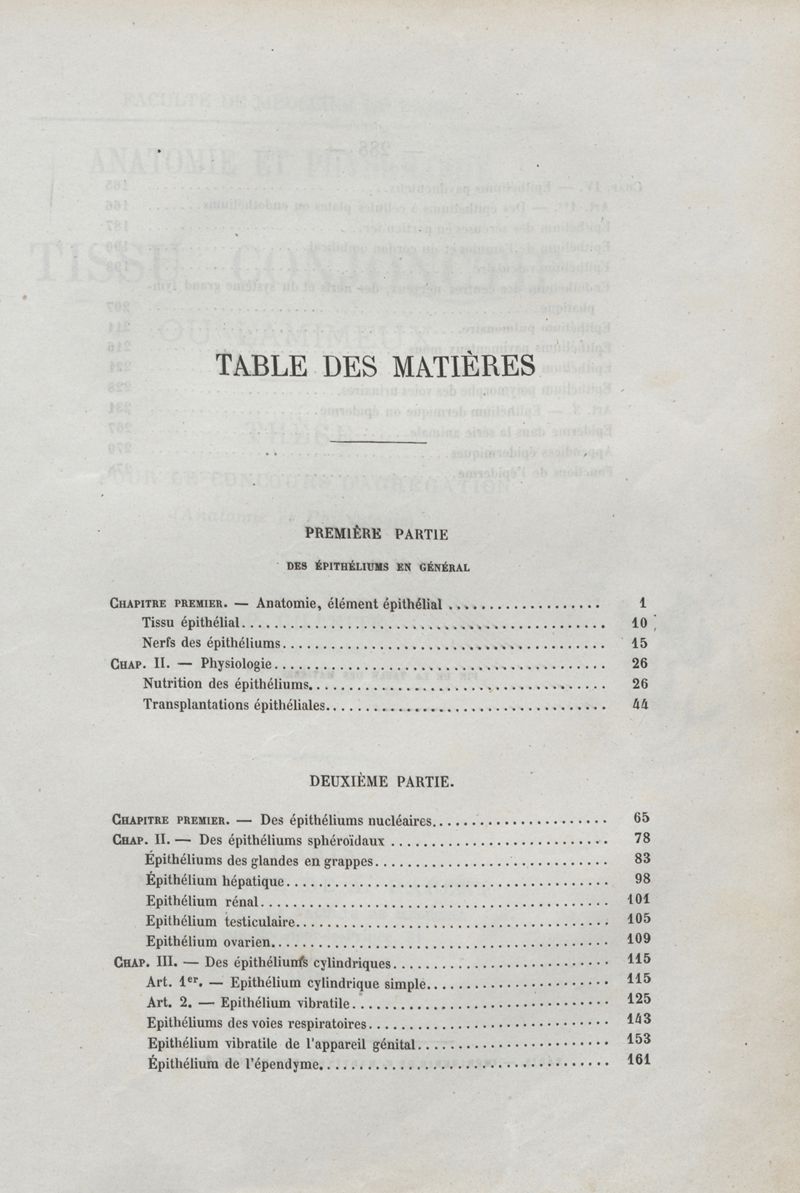 TABLE DES MATIÈRES
PREMIÈRE PARTIE
DES ÉPITHÉLIUMS EN GÉNÉRAL
CHAPITRE PREMIER. — Anatomie, élément épithélial ................... 1
Tissu épithélial.............................................. 10
Nerfs des épithéliums......................................... 15
CHAP. II. — Physiologie.......................................... 26
Nutrition des épithéliums..................................... 26
Transplantations épithéliales................................. 44
DEUXIÈME PARTIE.
CHAPITRE PREMIER. — Des épithéliums nucléaires...................... 65
CHAP. II. — Des épithéliums sphéroïdaux ............................ 78
Épithéliums des glandes en grappes............................. 83
Épithélium hépatique.......................................... 98
Epithélium rénal.............................................. 101
Epithélium testiculaire....................................... 105
Epithélium ovarien............................................ 109
CHAP. III. — Des épithéliums cylindriques........................... 115
Art. 1er. — Epithélium cylindrique simple...................... 115
Art. 2. — Epithélium vibratile................................ 125
Epithéliums des voies respiratoires............................ 143
Epithélium vibratile de l'appareil génital..................... 153
Épithélium de l'épendyme...................................... 161